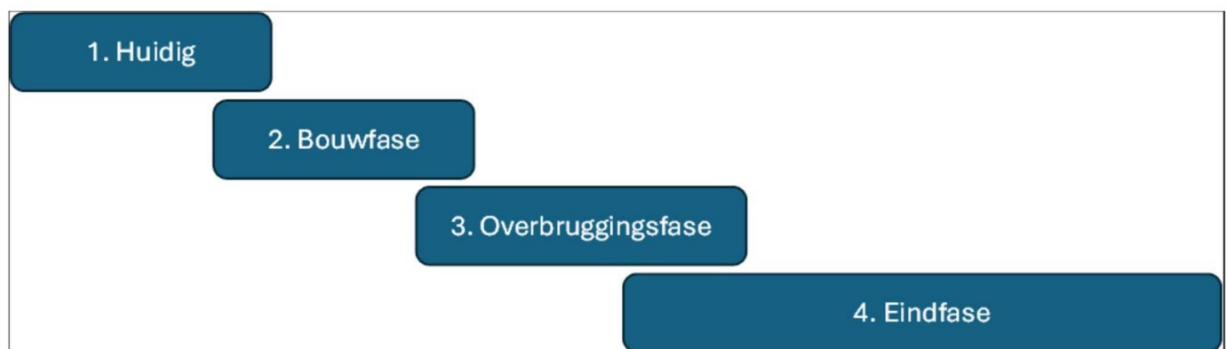 1. Huidig
2. Bouwfase
3. Overbruggingsfase
4. Eindfase